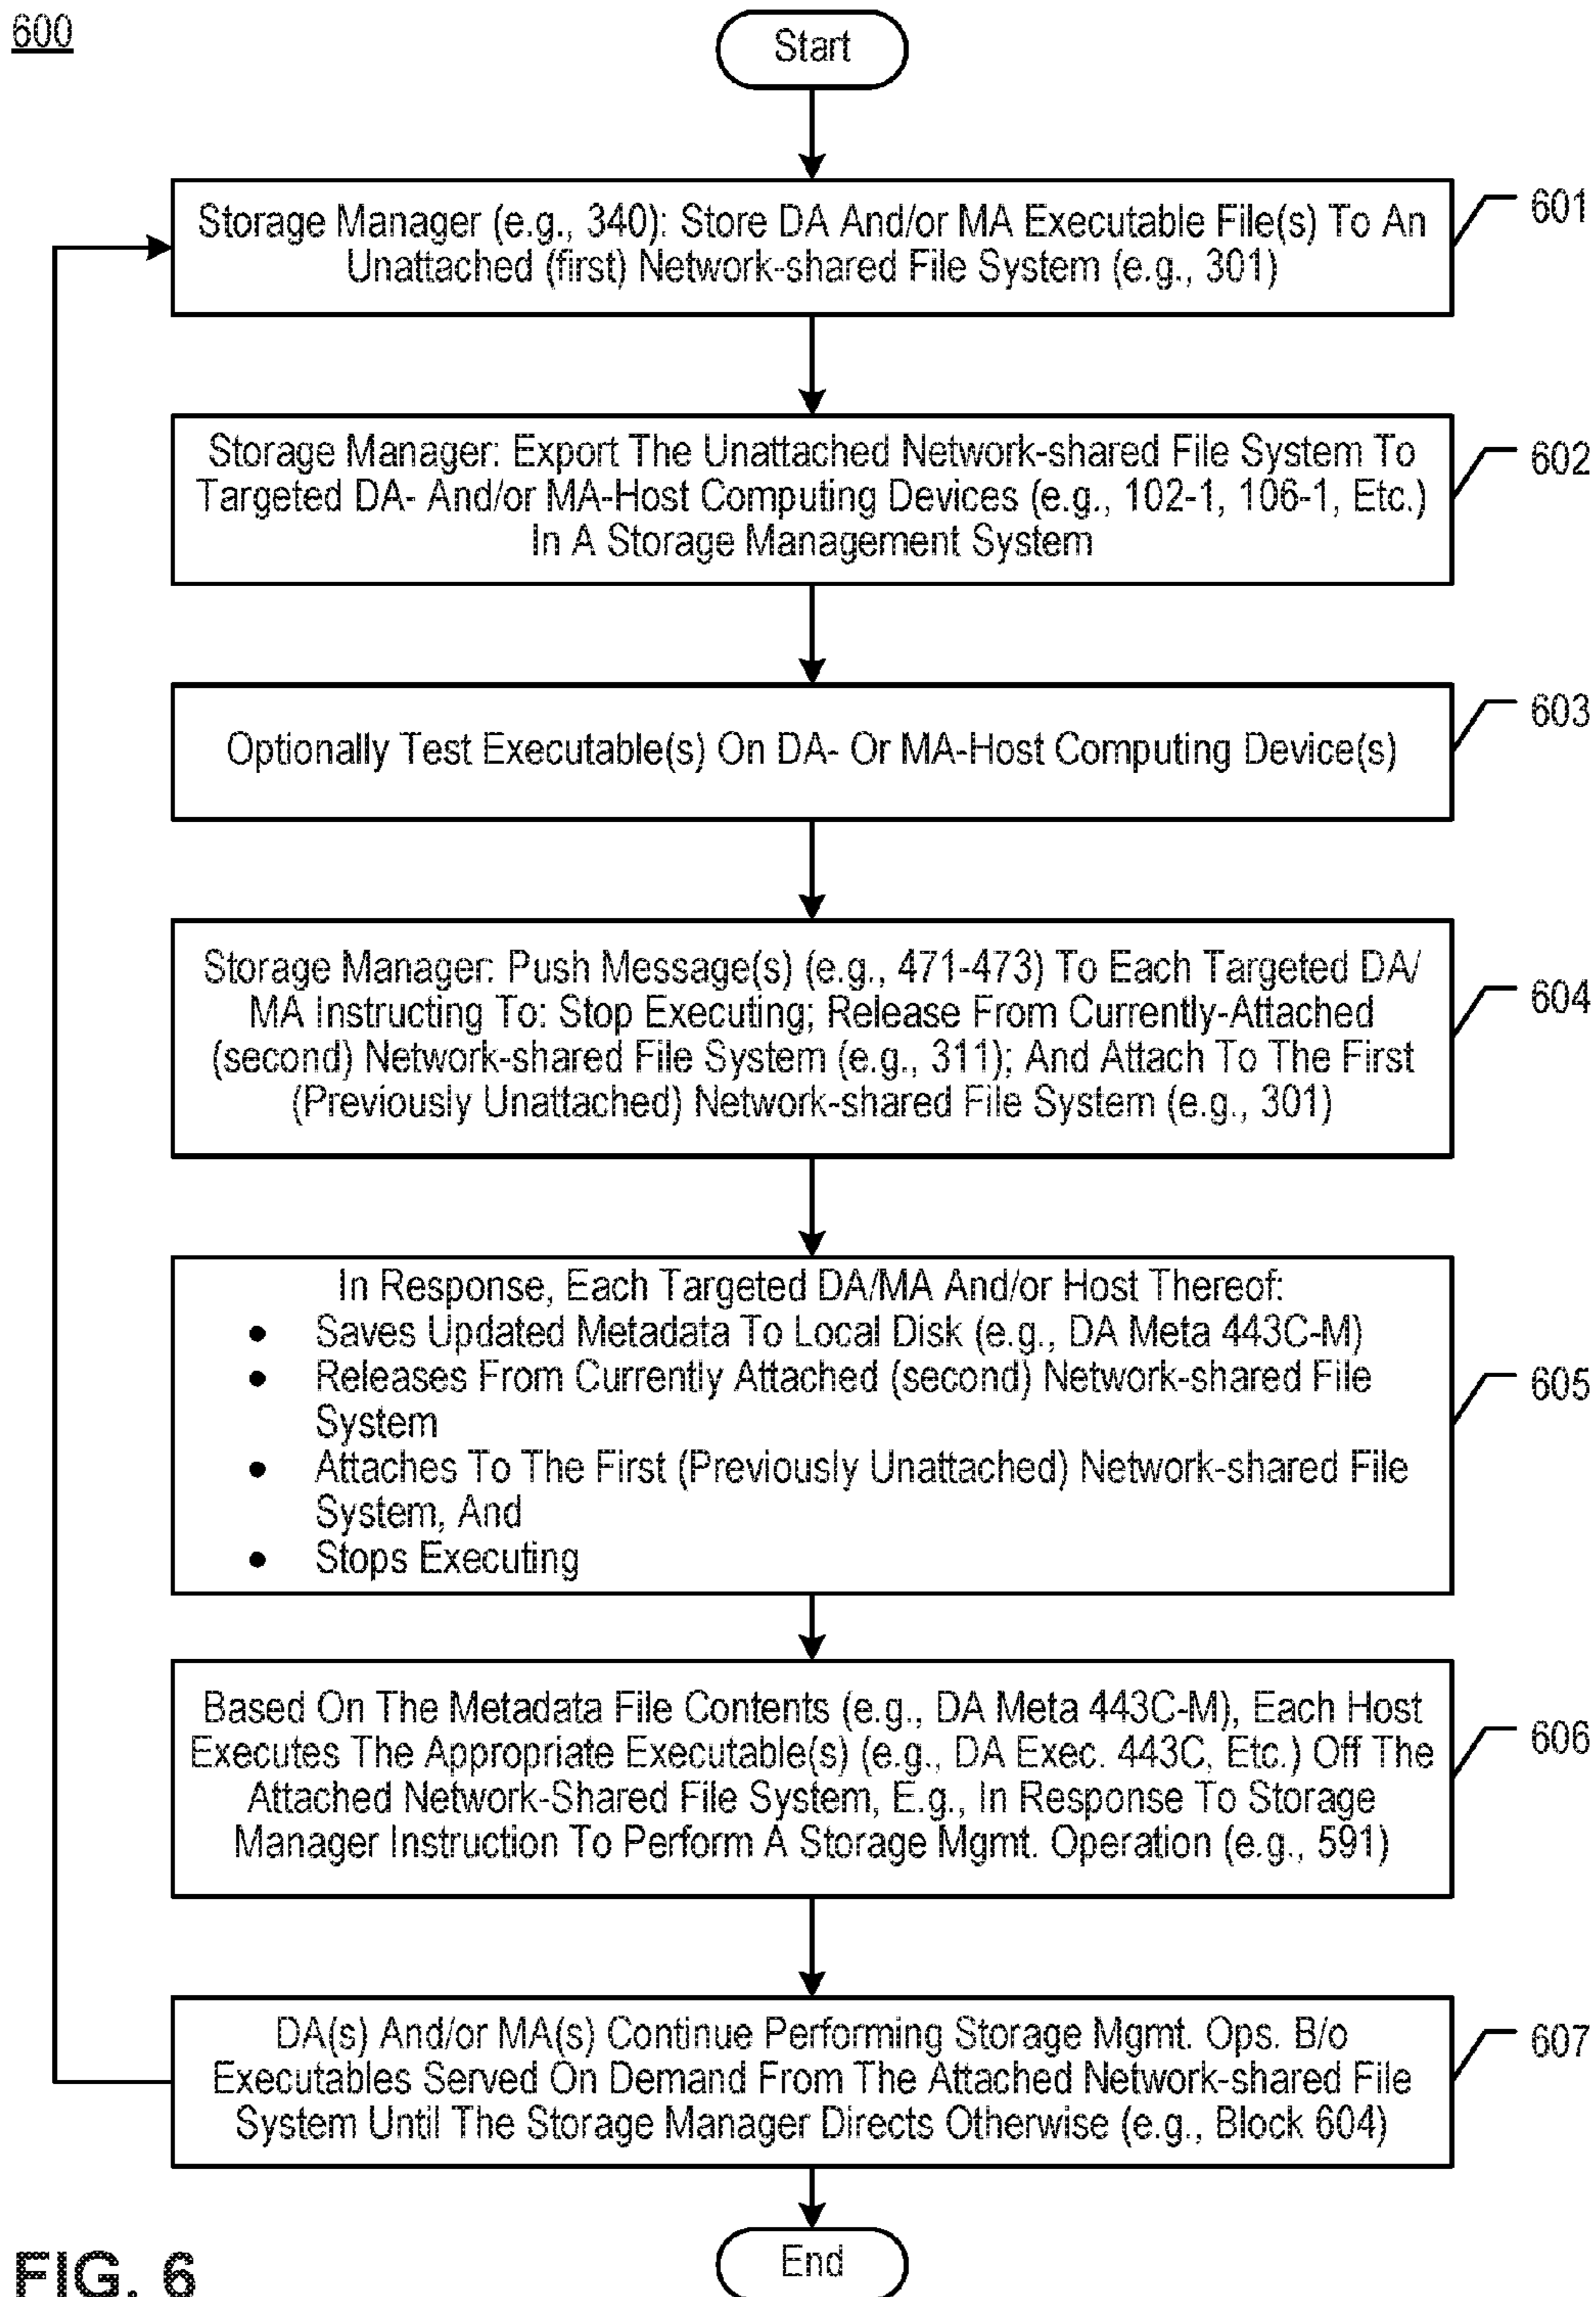 600
Start
Storage Manager (e.g., 340): Store DA And/or MA Executable File(s) To An
Unattached (first) Network-shared File System (e.g., 301)
601
Storage Manager: Export The Unattached Network-shared File System To
Targeted DA- And/or MA-Host Computing Devices (e.g., 102-1, 106-1, Etc.)
In A Storage Management System
602
Optionally Test Executable(s) On DA- Or MA-Host Computing Device(s)
603
Storage Manager: Push Message(s) (e.g., 471-473) To Each Targeted DA/
MA Instructing To: Stop Executing; Release From Currently-Attached
(second) Network-shared File System (e.g., 311); And Attach To The First
(Previously Unattached) Network-shared File System (e.g., 301)
604
In Response, Each Targeted DA/MA And/or Host Thereof:
• Saves Updated Metadata To Local Disk (e.g., DA Meta 443C-M)
• Releases From Currently Attached (second) Network-shared File
System
• Attaches To The First (Previously Unattached) Network-shared File
System, And
• Stops Executing
605
Based On The Metadata File Contents (e.g., DA Meta 443C-M), Each Host
Executes The Appropriate Executable(s) (e.g., DA Exec. 443C, Etc.) Off The
Attached Network-Shared File System, E.g., In Response To Storage
Manager Instruction To Perform A Storage Mgmt. Operation (e.g., 591)
606
DA(s) And/or MA(s) Continue Performing Storage Mgmt. Ops. B/o
Executables Served On Demand From The Attached Network-shared File
System Until The Storage Manager Directs Otherwise (e.g., Block 604)
607
End
FIG. 6